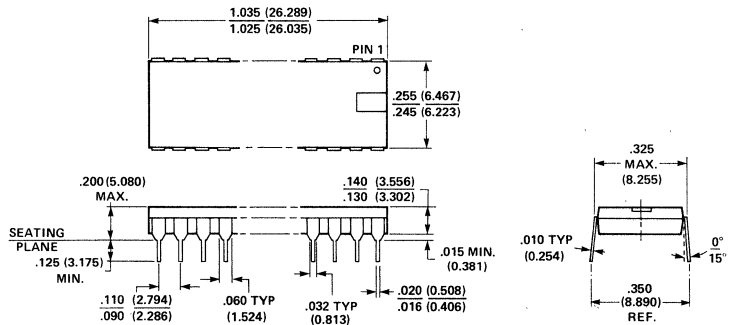 1.035 (26.289)
1.025 (26.035)
PIN 1
.255 (6.467)
.245 (6.223)
.200 (5.080)
MAX.
.140 (3.556)
.130 (3.302)
.325
MAX.
(8.255)
SEATING
PLANE
.125 (3.175)
MIN.
.015 MIN.
(0.381)
.010 TYP
(0.254)
0°
15°
.110 (2.794)
.090 (2.286)
.060 TYP
(1.524)
.032 TYP
(0.813)
.020 (0.508)
.016 (0.406)
.350
(8.890)
REF.